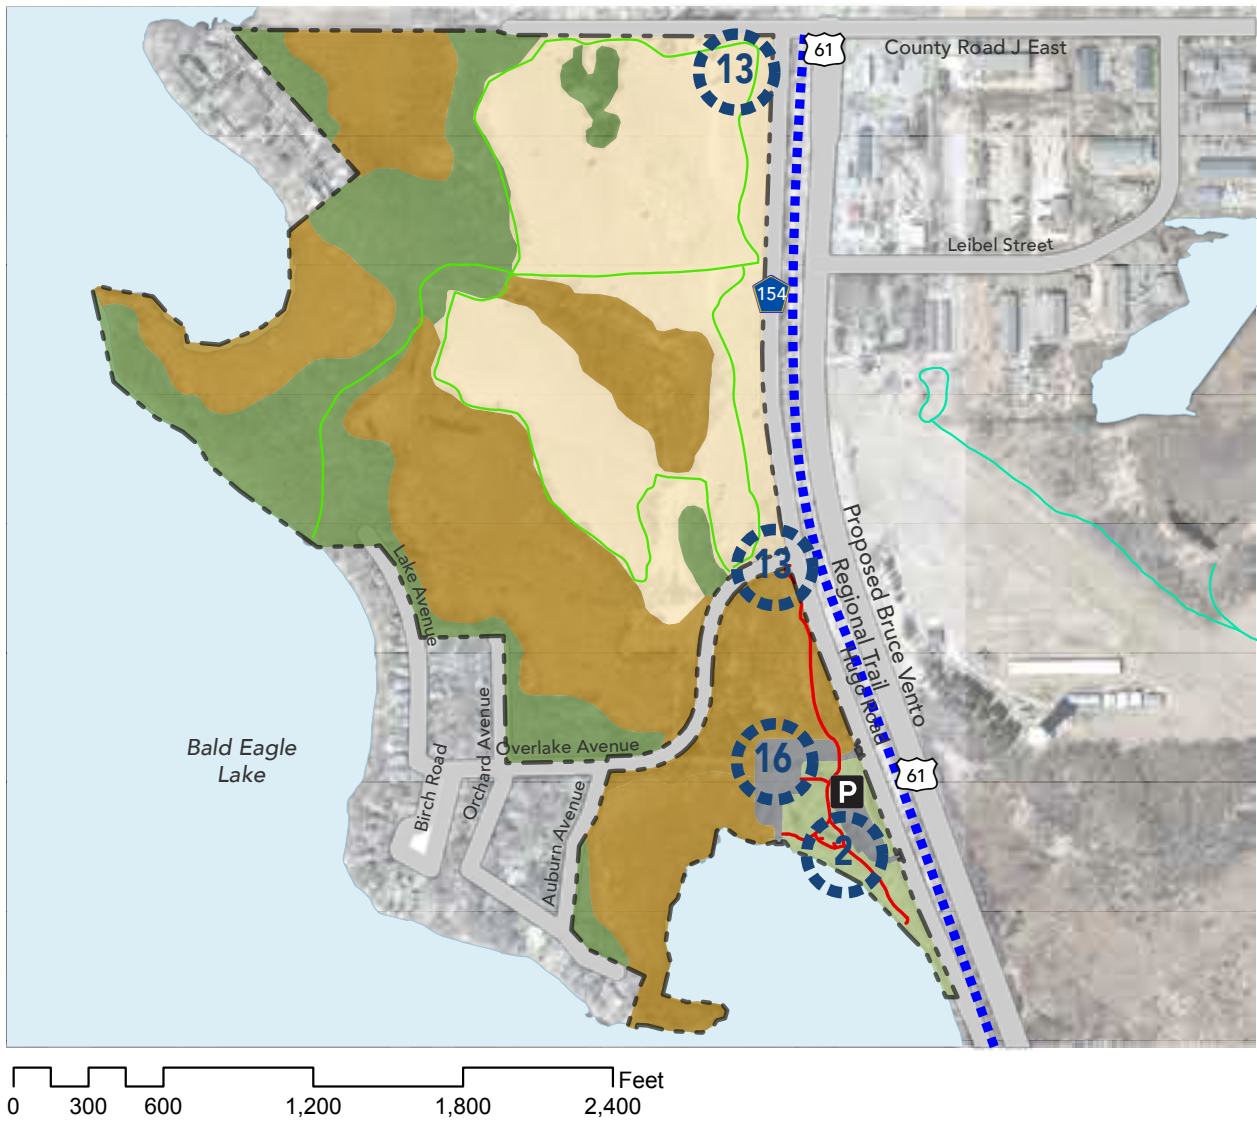 13
61
County Road J East
Leibel Street
154
Proposed Bruce Vento
Regional Trail
Hugo Road
13
Lake Avenue
Bald Eagle
Lake
Birch Road
Orchard Avenue
Overlake Avenue
Auburn Avenue
16
P
61
2
Feet
0 300 600 1,200 1,800 2,400